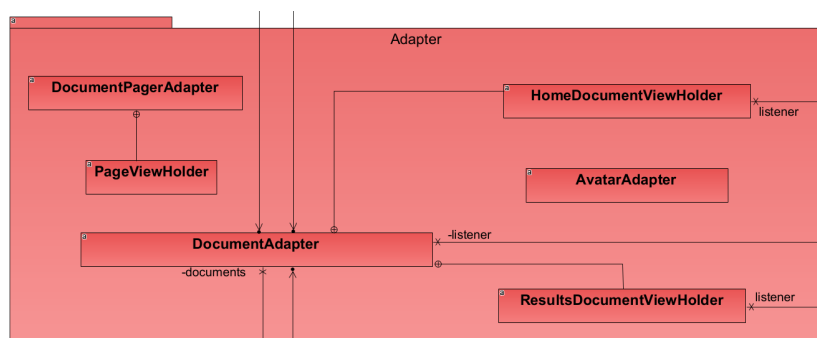 Adapter
DocumentPagerAdapter
HomeDocumentViewHolder
listener
PageViewHolder
AvatarAdapter
DocumentAdapter
-listener
-documents
ResultsDocumentViewHolder
listener